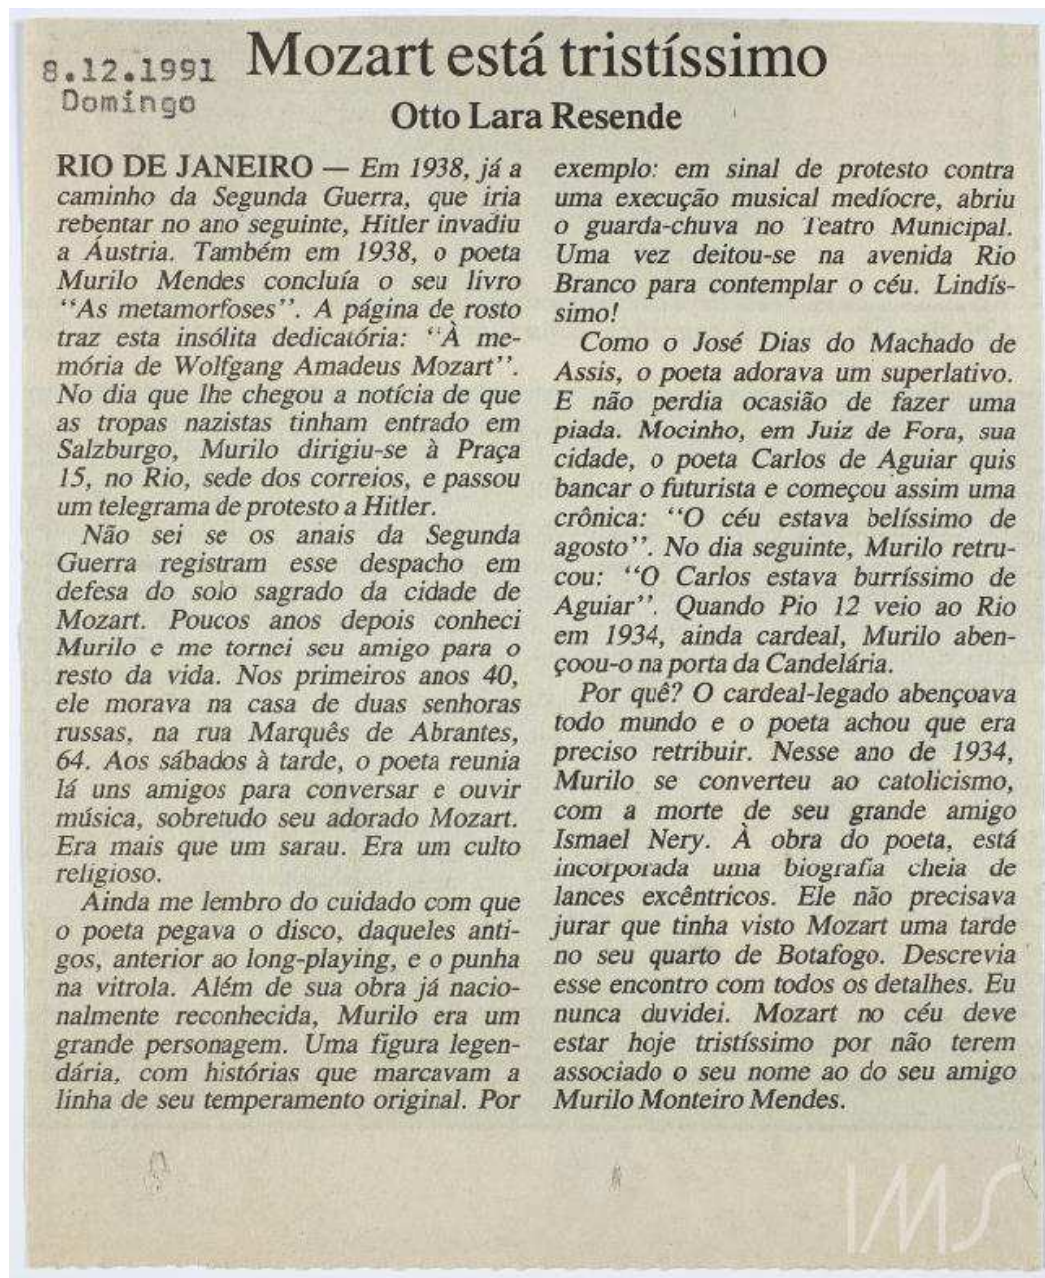 8.12.1991
Domingo
Mozart está tristíssimo
Otto Lara Resende
RIO DE JANEIRO — Em 1938, já a
caminho da Segunda Guerra, que iria
rebentar no ano seguinte, Hitler invadiu
a Áustria. Também em 1938, o poeta
Murilo Mendes concluía o seu livro
"As metamorfoses". A página de rosto
traz esta insólita dedicatória: "À me-
mória de Wolfgang Amadeus Mozart".
No dia que lhe chegou a notícia de que
as tropas nazistas tinham entrado em
Salzburgo, Murilo dirigiu-se à Praça
15, no Rio, sede dos correios, e passou
um telegrama de protesto a Hitler.
Não sei se os anais da Segunda
Guerra registram esse despacho em
defesa do solo sagrado da cidade de
Mozart. Poucos anos depois conheci
Murilo e me tornei seu amigo para o
resto da vida. Nos primeiros anos 40,
ele morava na casa de duas senhoras
russas, na rua Marquês de Abrantes,
64. Aos sábados à tarde, o poeta reunia
lá uns amigos para conversar e ouvir
música, sobretudo seu adorado Mozart.
Era mais que um sarau. Era um culto
religioso.
Ainda me lembro do cuidado com que
o poeta pegava o disco, daqueles anti-
gos, anterior ao long-playing, e o punha
na vitrola. Além de sua obra já nacio-
nalmente reconhecida, Murilo era um
grande personagem. Uma figura legen-
dária, com histórias que marcavam a
linha de seu temperamento original. Por
exemplo: em sinal de protesto contra
uma execução musical medíocre, abriu
o guarda-chuva no Teatro Municipal.
Uma vez deitou-se na avenida Rio
Branco para contemplar o céu. Lindís-
simo!
Como o José Dias do Machado de
Assis, o poeta adorava um superlativo.
E não perdia ocasião de fazer uma
piada. Mocinho, em Juiz de Fora, sua
cidade, o poeta Carlos de Aguiar quis
bancar o futurista e começou assim uma
crônica: "O céu estava belíssimo de
agosto". No dia seguinte, Murilo retru-
cou: "O Carlos estava burríssimo de
Aguiar". Quando Pio 12 veio ao Rio
em 1934, ainda cardeal, Murilo aben-
çoou-o na porta da Candelária.
Por quê? O cardeal-legado abençoava
todo mundo e o poeta achou que era
preciso retribuir. Nesse ano de 1934,
Murilo se converteu ao catolicismo,
com a morte de seu grande amigo
Ismael Nery. À obra do poeta, está
incorporada uma biografia cheia de
lances excêntricos. Ele não precisava
jurar que tinha visto Mozart uma tarde
no seu quarto de Botafogo. Descrevia
esse encontro com todos os detalhes. Eu
nunca duvidei. Mozart no céu deve
estar hoje tristíssimo por não terem
associado o seu nome ao do seu amigo
Murilo Monteiro Mendes.
IMS